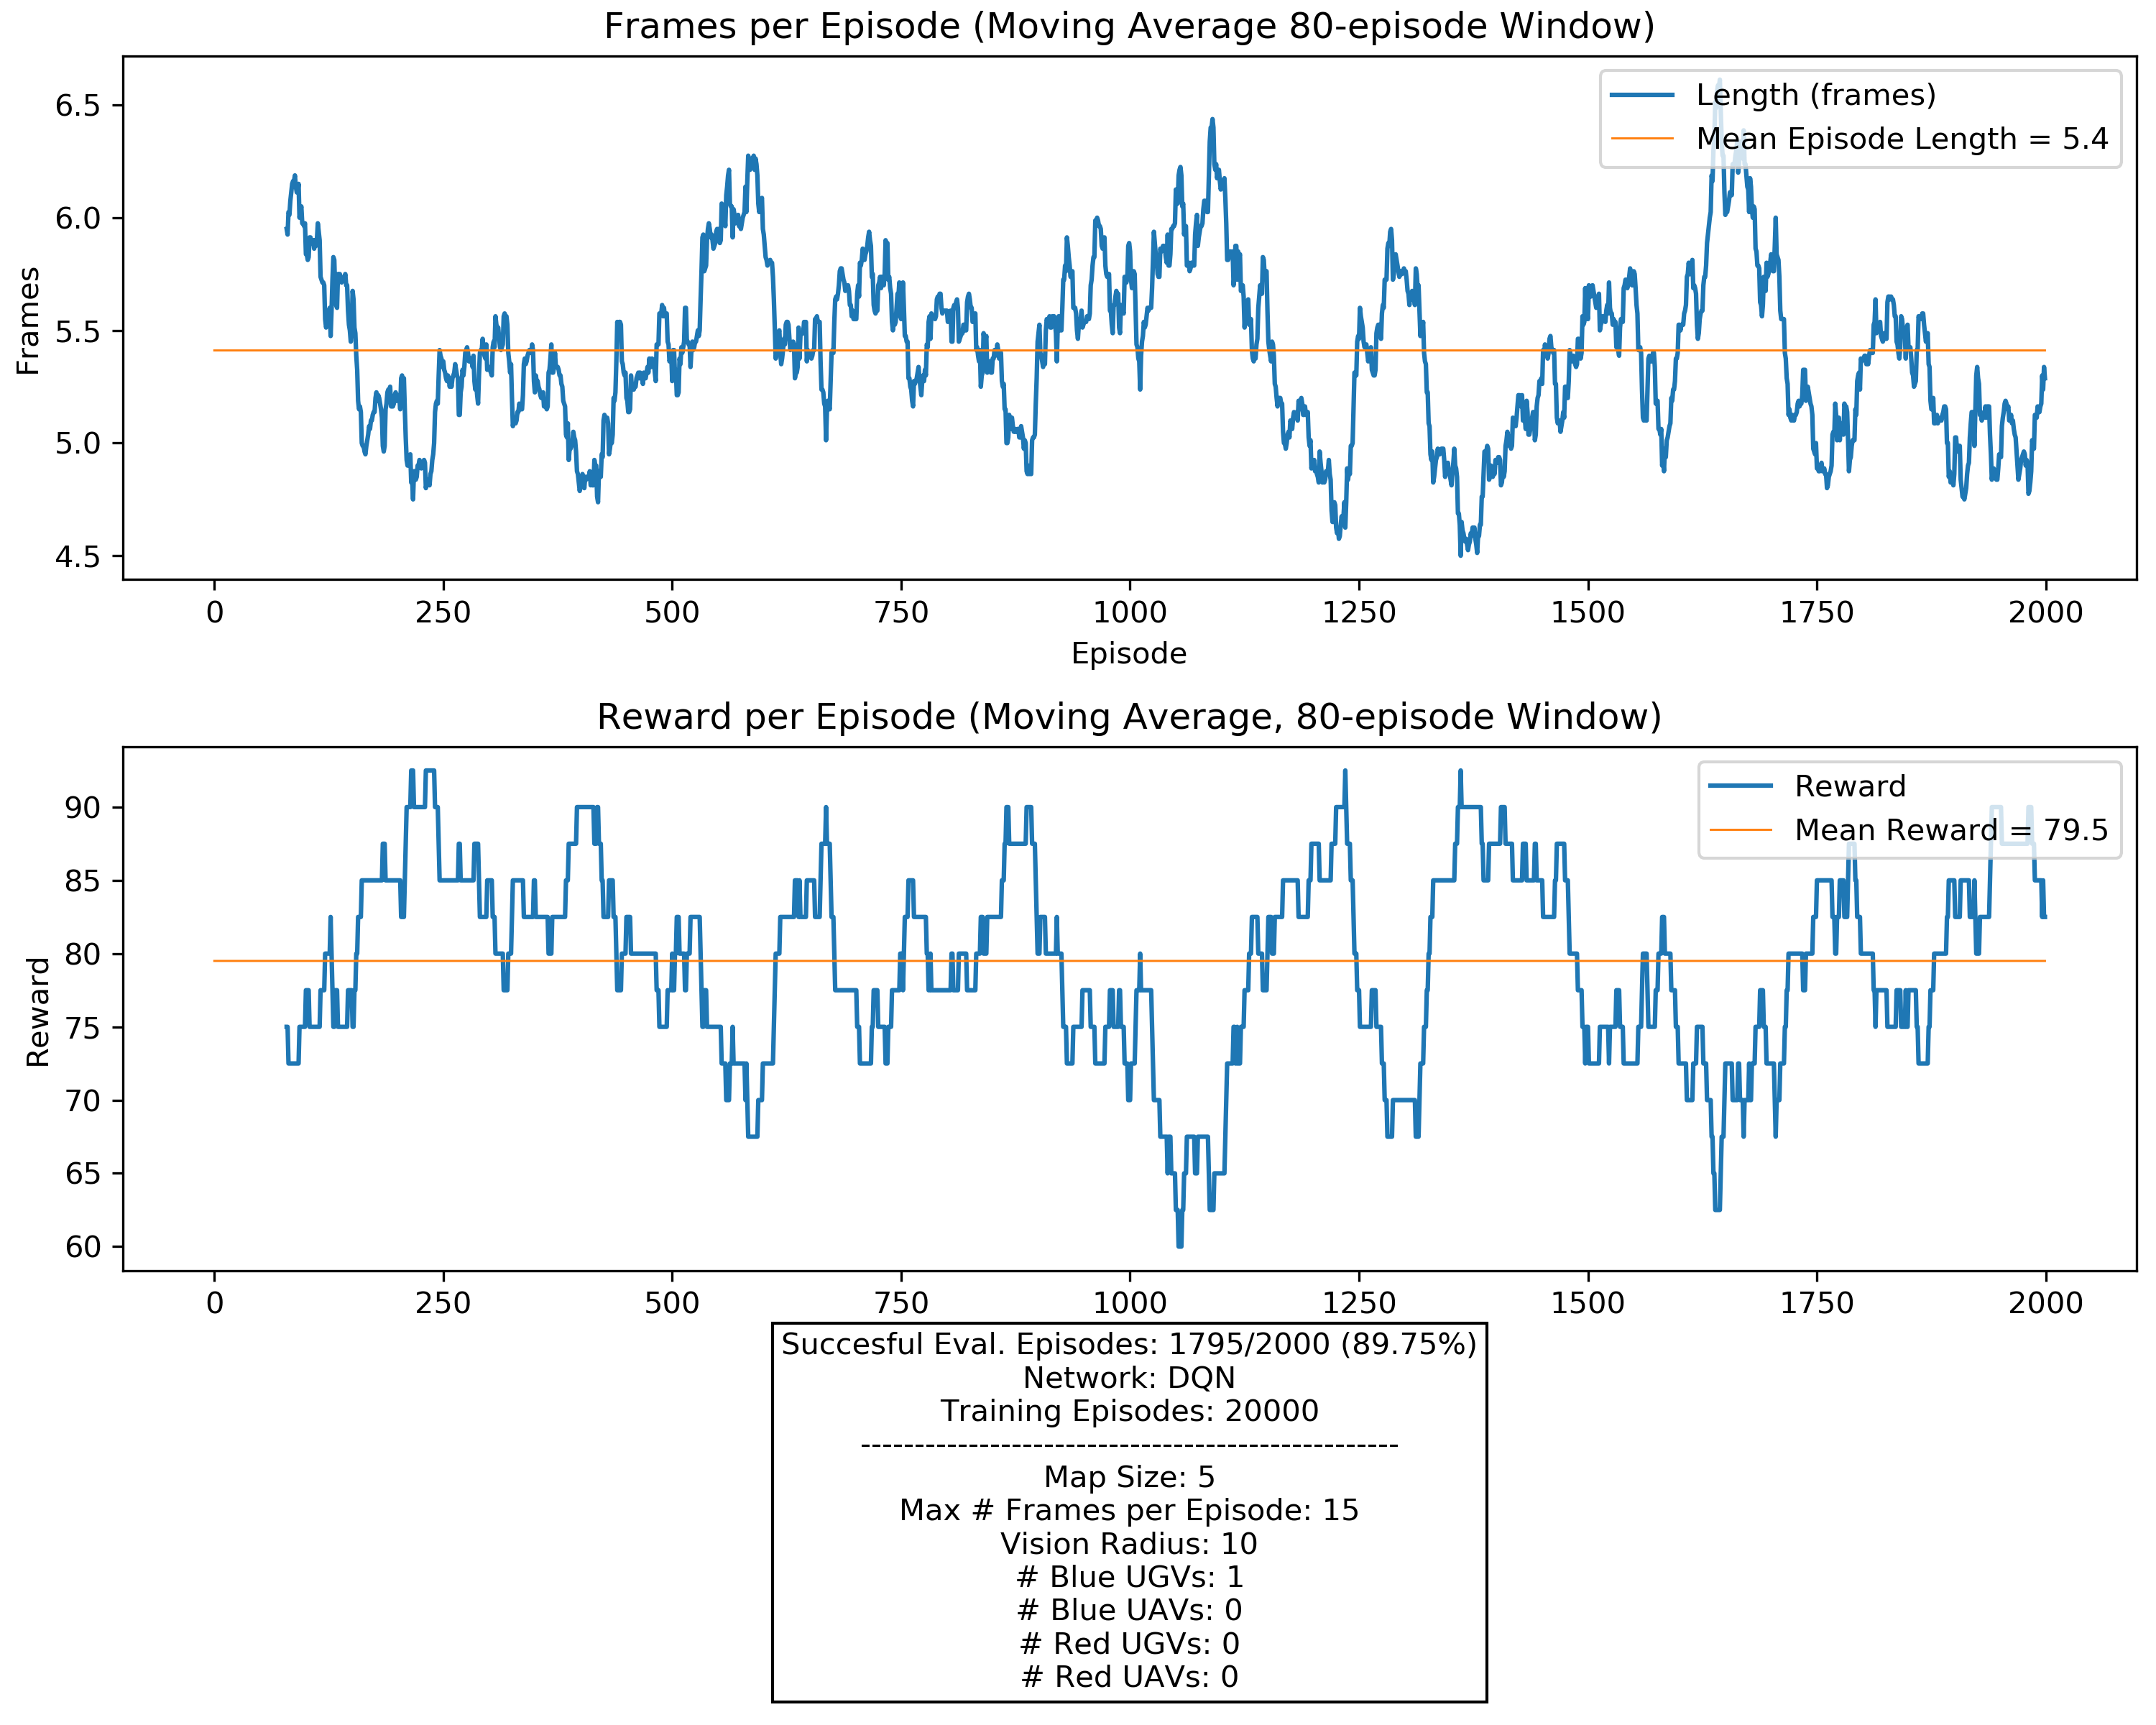 Frames per Episode (Moving Average 80-episode Window)
6.5
6.0
5.5
5.0
4.5
Frames
Length (frames)
Mean Episode Length = 5.4
0 250 500 750 1000 1250 1500 1750 2000
Episode
Reward per Episode (Moving Average, 80-episode Window)
90
85
80
75
70
65
60
Reward
Reward
Mean Reward = 79.5
0 250 500 750 1000 1250 1500 1750 2000
Succesful Eval. Episodes: 1795/2000 (89.75%)
Network: DQN
Training Episodes: 20000
--------------------------------------------------
Map Size: 5
Max # Frames per Episode: 15
Vision Radius: 10
# Blue UGVs: 1
# Blue UAVs: 0
# Red UGVs: 0
# Red UAVs: 0